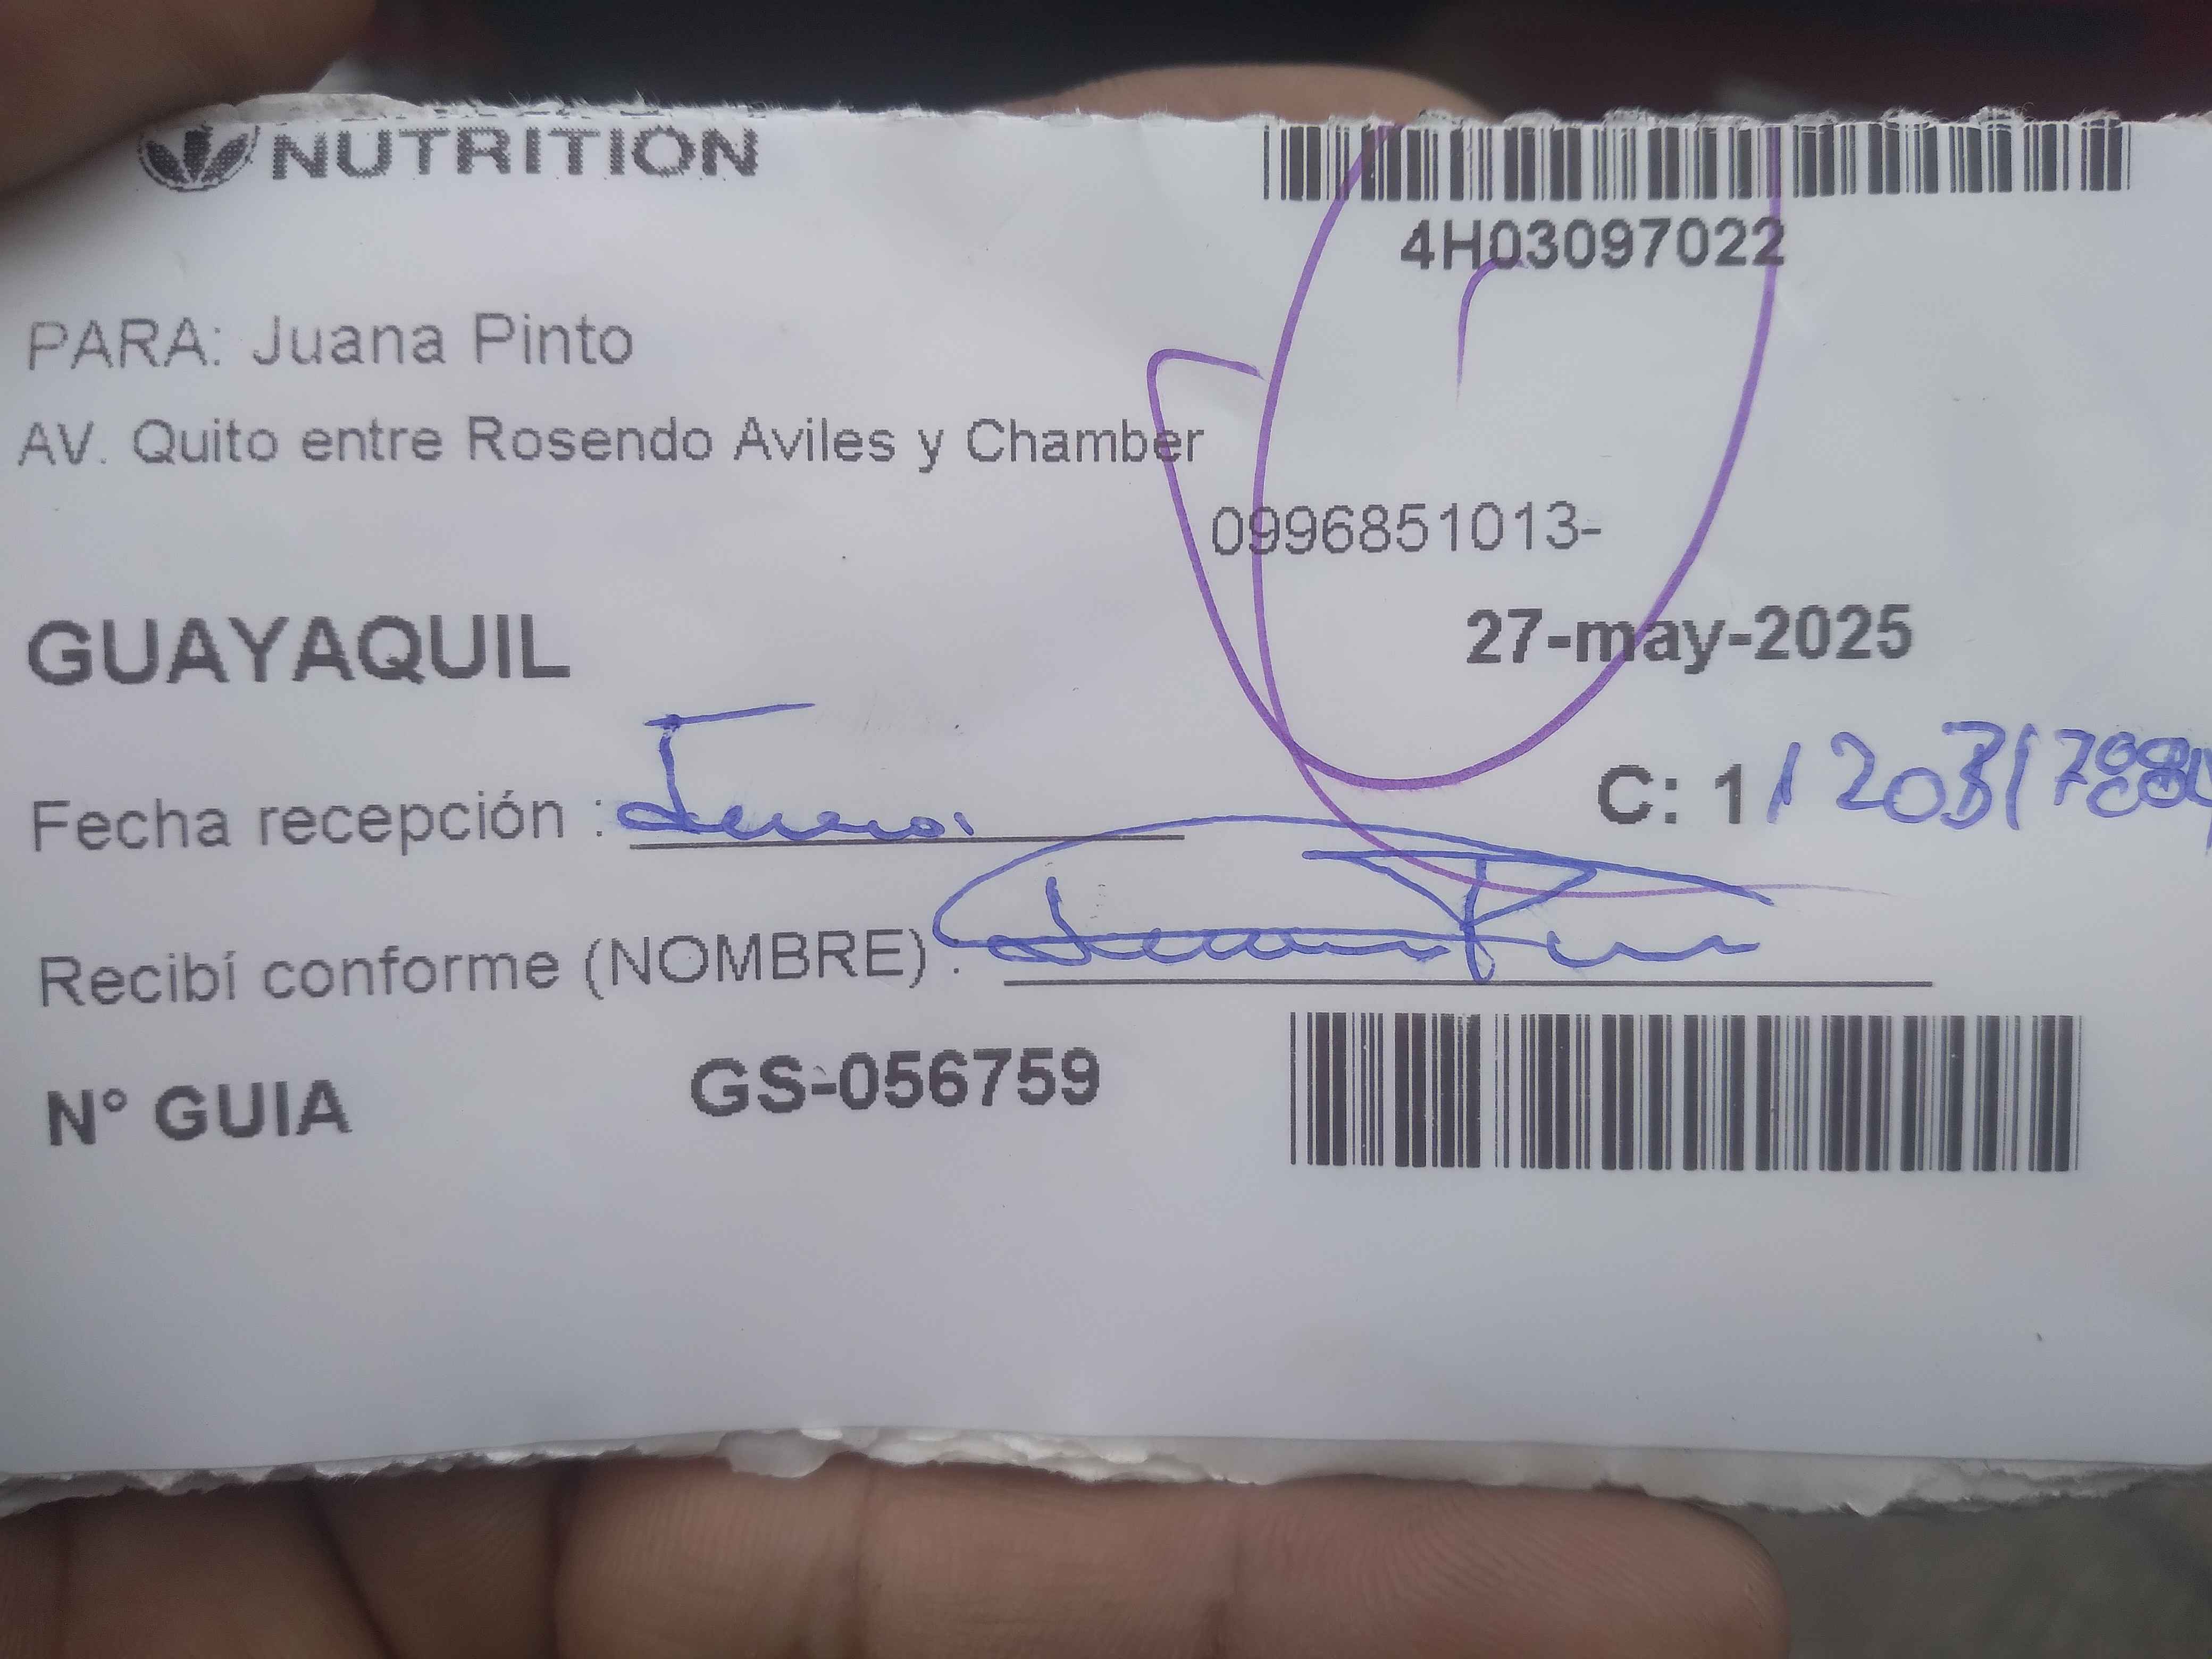 NUTRITION
4H03097022
PARA: Juana Pinto
AV. Quito entre Rosendo Aviles y Chamber
0996851013-
GUAYAQUIL
27-may-2025
Fecha recepción :
C: 1
Recibí conforme (NOMBRE) :
N° GUIA GS-056759